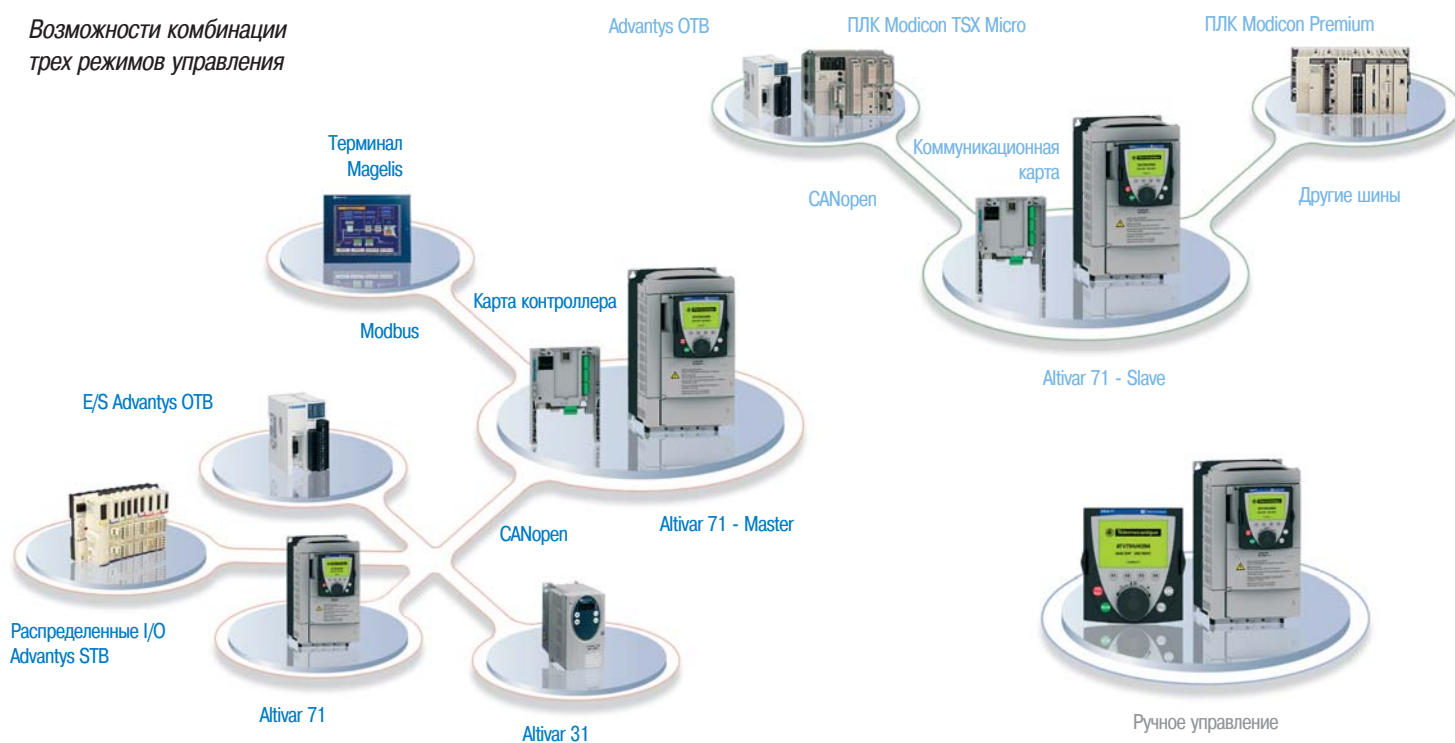 Возможности комбинации
трех режимов управления
Advantys OTB
ПЛК Modicon TSX Micro
ПЛК Modicon Premium
Терминал
Magelis
Коммуникационная
карта
CANopen
Другие шины
Карта контроллера
Modbus
Altivar 71 - Slave
E/S Advantys OTB
CANopen
Altivar 71 - Master
Распределенные I/O
Advantys STB
Altivar 71
Altivar 31
Telemecanique
Ручное управление